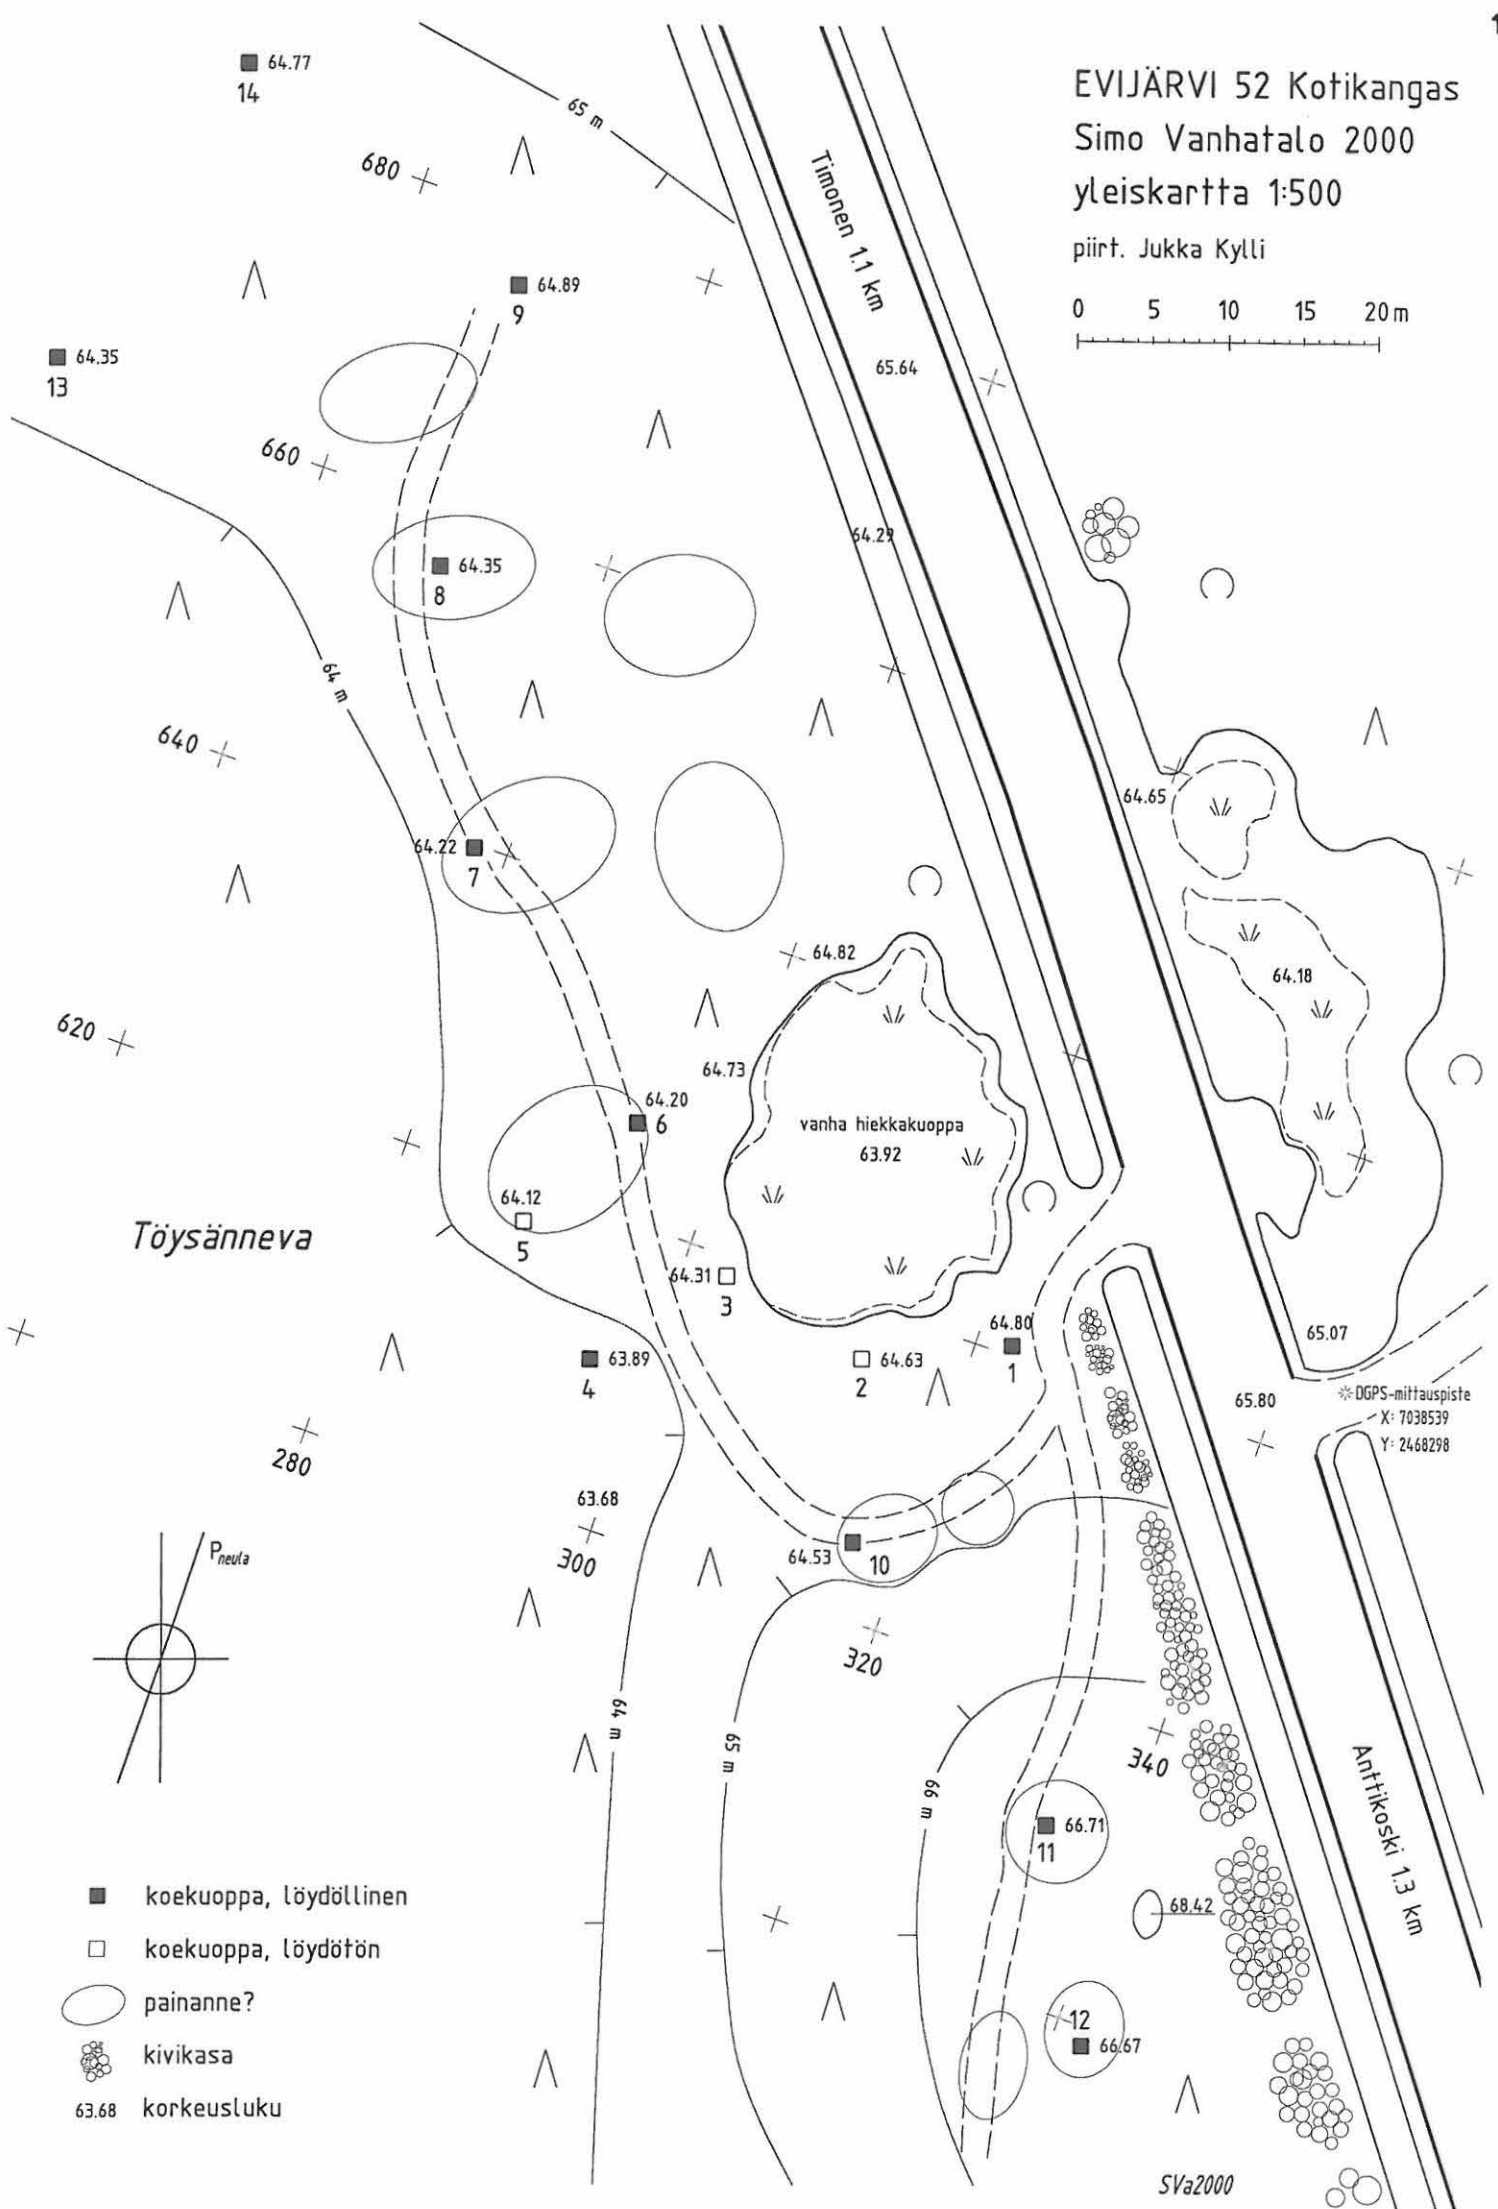 1
EVIJÄRVI 52 Kotikangas
Simo Vanhatalo 2000
yleiskartta 1:500
piirt. Jukka Kylli
0 5 10 15 20 m
64.77
14
65 m
680
Timonen 1.1 km
64.89
9
64.35
13
65.64
660
64.29
64.35
8
64 m
640
64.65
64.22
7
64.82
64.18
620
64.73
64.20
6
vanha hiekkakuoppa
63.92
64.12
5
Töysänneva
64.31
3
64.80
1
65.07
63.89
4
64.63
2
65.80
DGPS-mittauspiste
X: 7038539
Y: 2468298
280
63.68
300
Pneula
64.53
10
320
64 m
65 m
66 m
340
Anttikoski 1.3 km
66.71
11
68.42
12
66.67
koekuoppa, löydöllinen
koekuoppa, löydötön
painanne?
kivikasa
63.68 korkeusluku
SVa2000